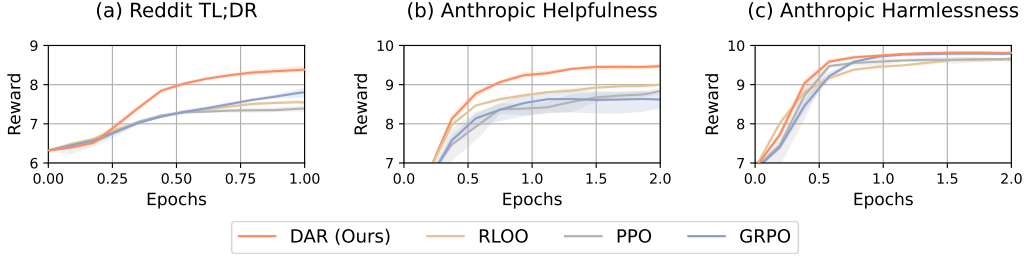 (a) Reddit TL;DR
(b) Anthropic Helpfulness
(c) Anthropic Harmlessness
Reward
9
8
7
6
0.00 0.25 0.50 0.75 1.00
Epochs
Reward
10
9
8
7
0.0 0.5 1.0 1.5 2.0
Epochs
Reward
10
9
8
7
0.0 0.5 1.0 1.5 2.0
Epochs
DAR (Ours) RLOO PPO GRPO